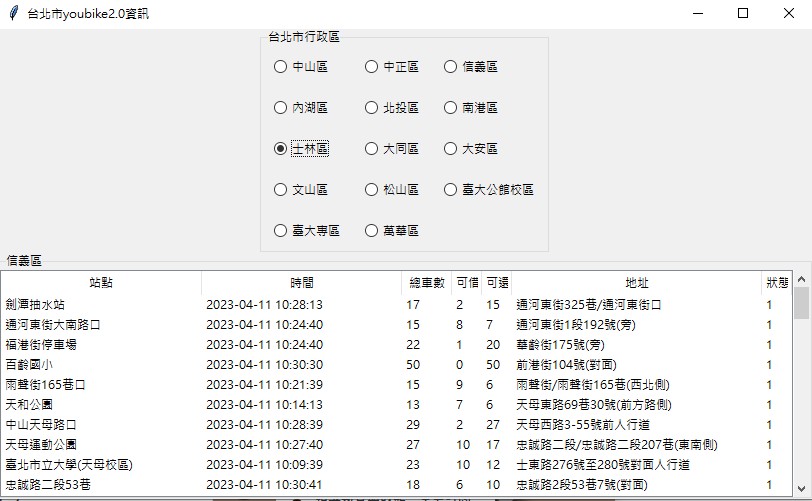 台北市youbike2.0資訊
台北市行政區
中山區 中正區 信義區
內湖區 北投區 南港區
士林區 大同區 大安區
文山區 松山區 臺大公館校區
臺大專區 萬華區
信義區
站點 時間 總車數 可借 可還 地址 狀態
劍潭抽水站 2023-04-11 10:28:13 17 2 15 通河東街325巷/通河東街口 1
通河東街大南路口 2023-04-11 10:24:40 15 8 7 通河東街1段192號(旁) 1
福港街停車場 2023-04-11 10:24:40 22 1 20 華齡街175號(旁) 1
百齡國小 2023-04-11 10:30:30 50 0 50 前港街104號(對面) 1
雨聲街165巷口 2023-04-11 10:21:39 15 9 6 雨聲街/雨聲街165巷(西北側) 1
天和公園 2023-04-11 10:14:13 13 7 6 天母東路69巷30號(前方路側) 1
中山天母路口 2023-04-11 10:28:39 29 2 27 天母西路3-55號前人行道 1
天母運動公園 2023-04-11 10:27:40 27 10 17 忠誠路二段/忠誠路二段207巷(東南側) 1
臺北市立大學(天母校區) 2023-04-11 10:09:39 23 10 12 士東路276號至280號對面人行道 1
忠誠路二段53巷 2023-04-11 10:30:41 18 6 10 忠誠路2段53巷7號(對面) 1